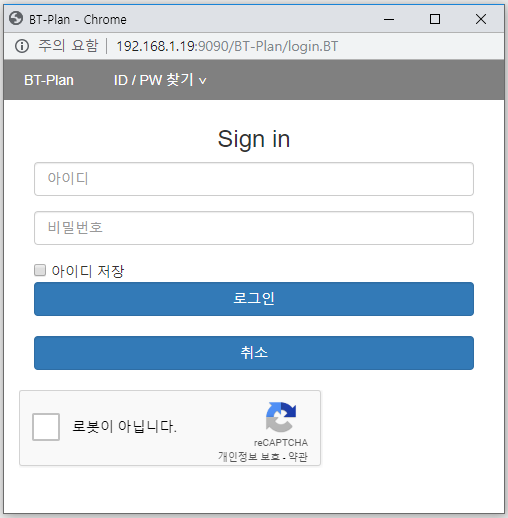 BT-Plan - Chrome
주의 요함 | 192.168.1.19:9090/BT-Plan/login.BT
BT-Plan ID / PW 찾기 ∨
Sign in
아이디
비밀번호
아이디 저장
로그인
취소
로봇이 아닙니다.
reCAPTCHA
개인정보 보호 - 약관